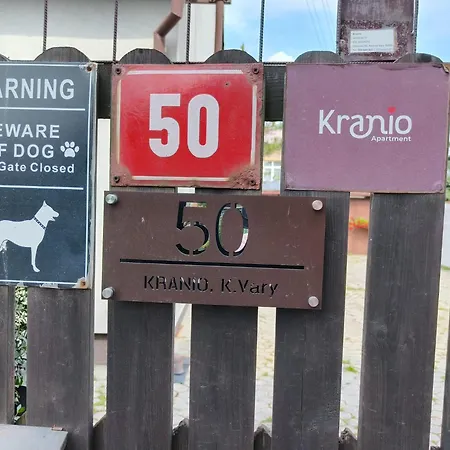 ARNING
EWARE
F DOG
Gate Closed
50
Kranio
Apartment
50
KRANIO. K.Vary